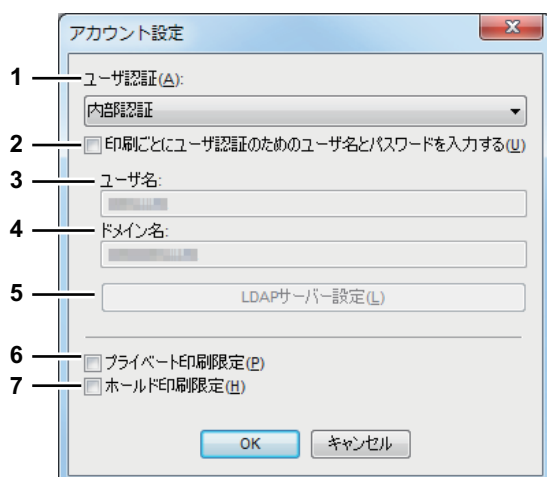 アカウント設定
1 ユーザ認証(A):
内部認証
2 印刷ごとにユーザ認証のためのユーザ名とパスワードを入力する(U)
3 ユーザ名:
4 ドメイン名:
5 LDAPサーバー設定(L)
6 プライベート印刷限定(P)
7 ホールド印刷限定(H)
OK キャンセル